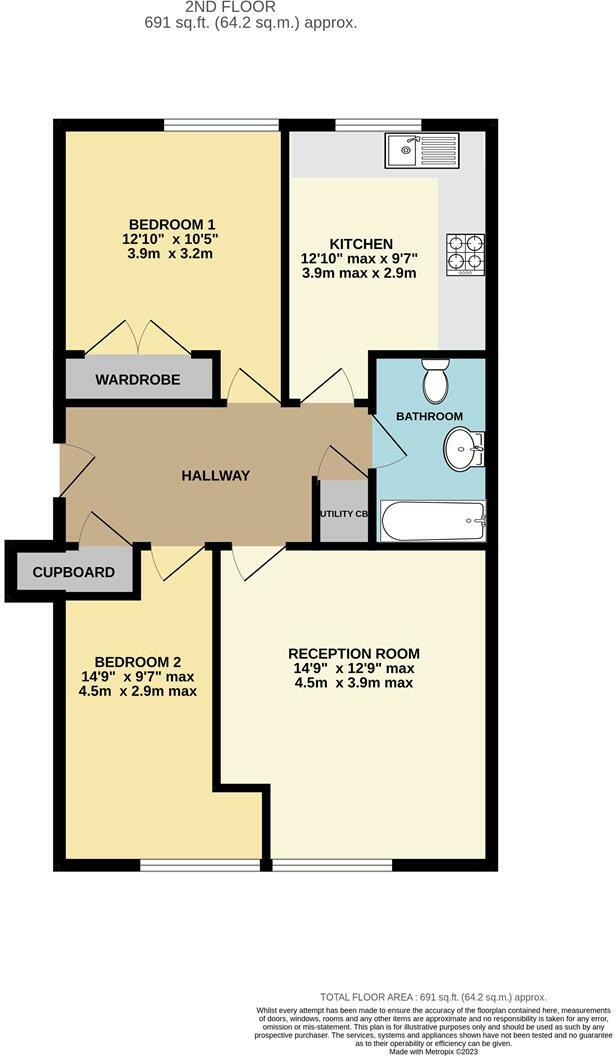 2ND FLOOR
691 sq.ft. (64.2 sq.m.) approx.
BEDROOM 1
12'10" x 10'5"
3.9m x 3.2m
KITCHEN
12'10" max x 9'7"
3.9m max x 2.9m
WARDROBE
BATHROOM
HALLWAY
UTILITY CB
CUPBOARD
RECEPTION ROOM
14'9" x 12'9" max
4.5m x 3.9m max
BEDROOM 2
14'9" x 9'7" max
4.5m x 2.9m max
TOTAL FLOOR AREA : 691 sq.ft. (64.2 sq.m.) approx.
Whilst every attempt has been made to ensure the accuracy of the floorplan contained here, measurements
of doors, windows, rooms and any other items are approximate and no responsibility is taken for any error,
omission or mis-statement. This plan is for illustrative purposes only and should be used as such by any
prospective purchaser. The services, systems and appliances shown have not been tested and no guarantee
as to their operability or efficiency can be given.
Made with Metropix ©2023